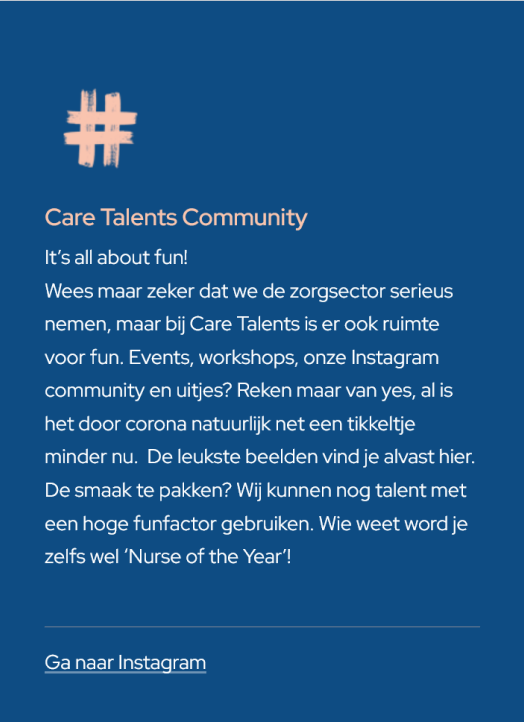 #
Care Talents Community
It’s all about fun!
Wees maar zeker dat we de zorgsector serieus
nemen, maar bij Care Talents is er ook ruimte
voor fun. Events, workshops, onze Instagram
community en uitjes? Reken maar van yes, al is
het door corona natuurlijk net een tikkeltje
minder nu.  De leukste beelden vind je alvast hier.
De smaak te pakken? Wij kunnen nog talent met
een hoge funfactor gebruiken. Wie weet word je
zelfs wel ‘Nurse of the Year’!
Ga naar Instagram